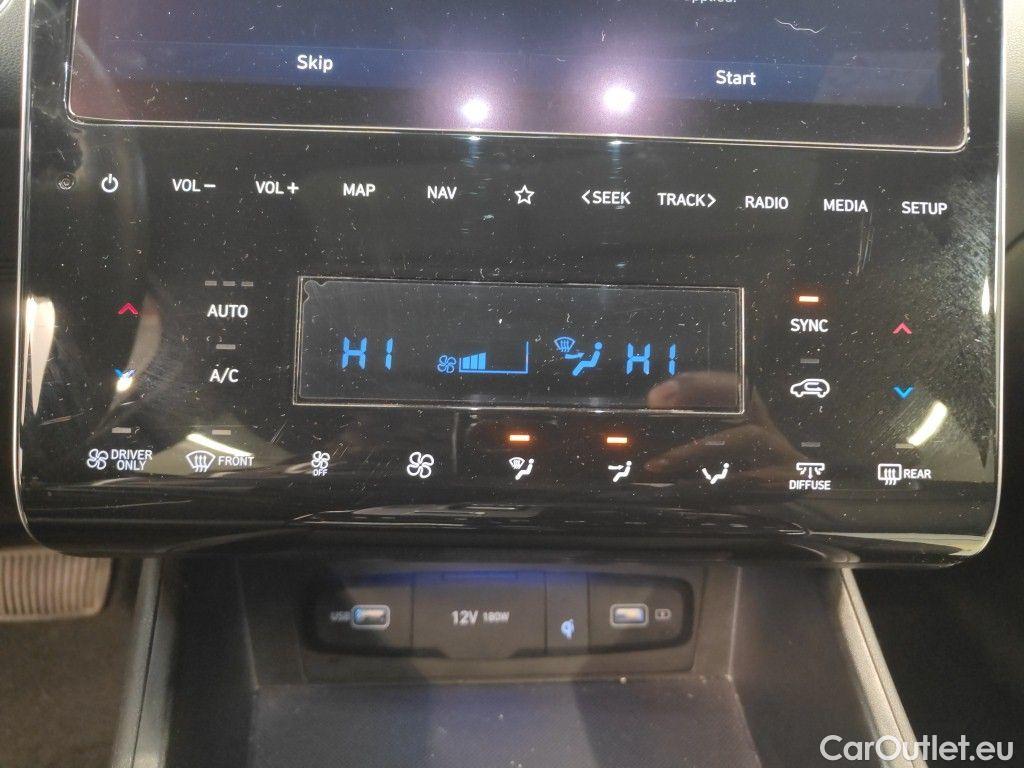 applied.
Skip
Start
VOL− VOL+ MAP NAV <SEEK TRACK> RADIO MEDIA SETUP
AUTO
SYNC
HI HI
A/C
DRIVER
ONLY
FRONT
OFF
DIFFUSE
REAR
USB
12V 180W
CarOutlet.eu